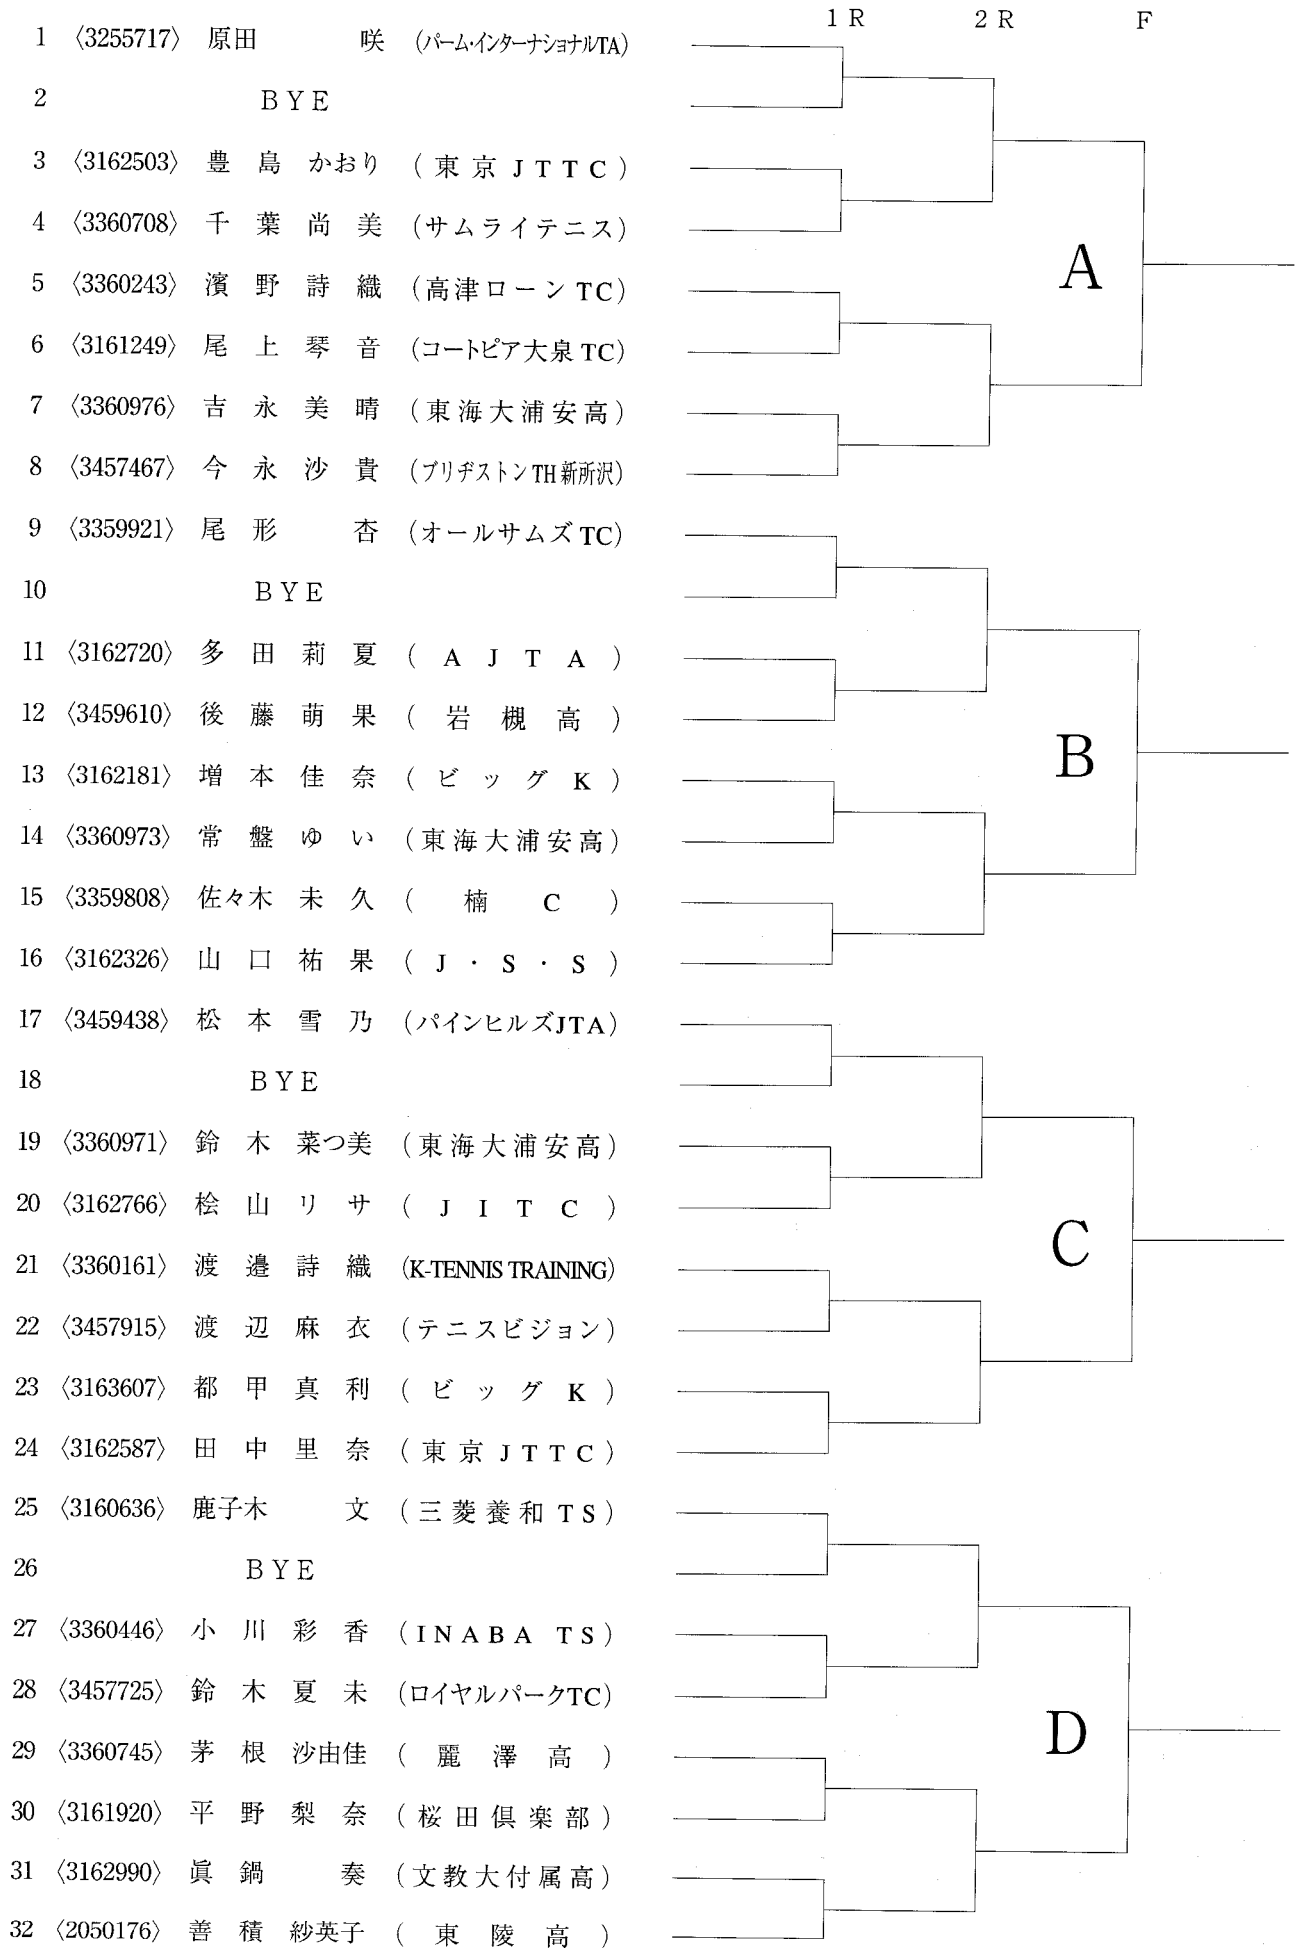 1R 2R F
1 〈3255717〉 原田 咲 (パーム・インターナショナルTA)
2 BYE
3 〈3162503〉 豊島 かおり (東京JTTC)
4 〈3360708〉 千葉尚美 (サムライテニス)
5 〈3360243〉 濱野詩織 (高津ローンTC)
6 〈3161249〉 尾上琴音 (コートピア大泉TC)
7 〈3360976〉 吉永美晴 (東海大浦安高)
8 〈3457467〉 今永沙貴 (ブリヂストンTH新所沢)
A
9 〈3359921〉 尾形 杏 (オールサムズTC)
10 BYE
11 〈3162720〉 多田莉夏 (AJTA)
12 〈3459610〉 後藤萌果 (岩槻高)
13 〈3162181〉 増本佳奈 (ビッグK)
14 〈3360973〉 常盤ゆい (東海大浦安高)
15 〈3359808〉 佐々木未久 (楠C)
16 〈3162326〉 山口祐果 (J・S・S)
B
17 〈3459438〉 松本雪乃 (パインヒルズJTA)
18 BYE
19 〈3360971〉 鈴木菜つ美 (東海大浦安高)
20 〈3162766〉 桧山リサ (JITC)
21 〈3360161〉 渡邉詩織 (K-TENNIS TRAINING)
22 〈3457915〉 渡辺麻衣 (テニスビジョン)
23 〈3163607〉 都甲真利 (ビッグK)
24 〈3162587〉 田中里奈 (東京JTTC)
C
25 〈3160636〉 鹿子木 文 (三菱養和TS)
26 BYE
27 〈3360446〉 小川彩香 (INABA TS)
28 〈3457725〉 鈴木夏未 (ロイヤルパークTC)
29 〈3360745〉 茅根沙由佳 (麗澤高)
30 〈3161920〉 平野梨奈 (桜田倶楽部)
31 〈3162990〉 眞鍋 奏 (文教大付属高)
32 〈2050176〉 善積紗英子 (東陵高)
D